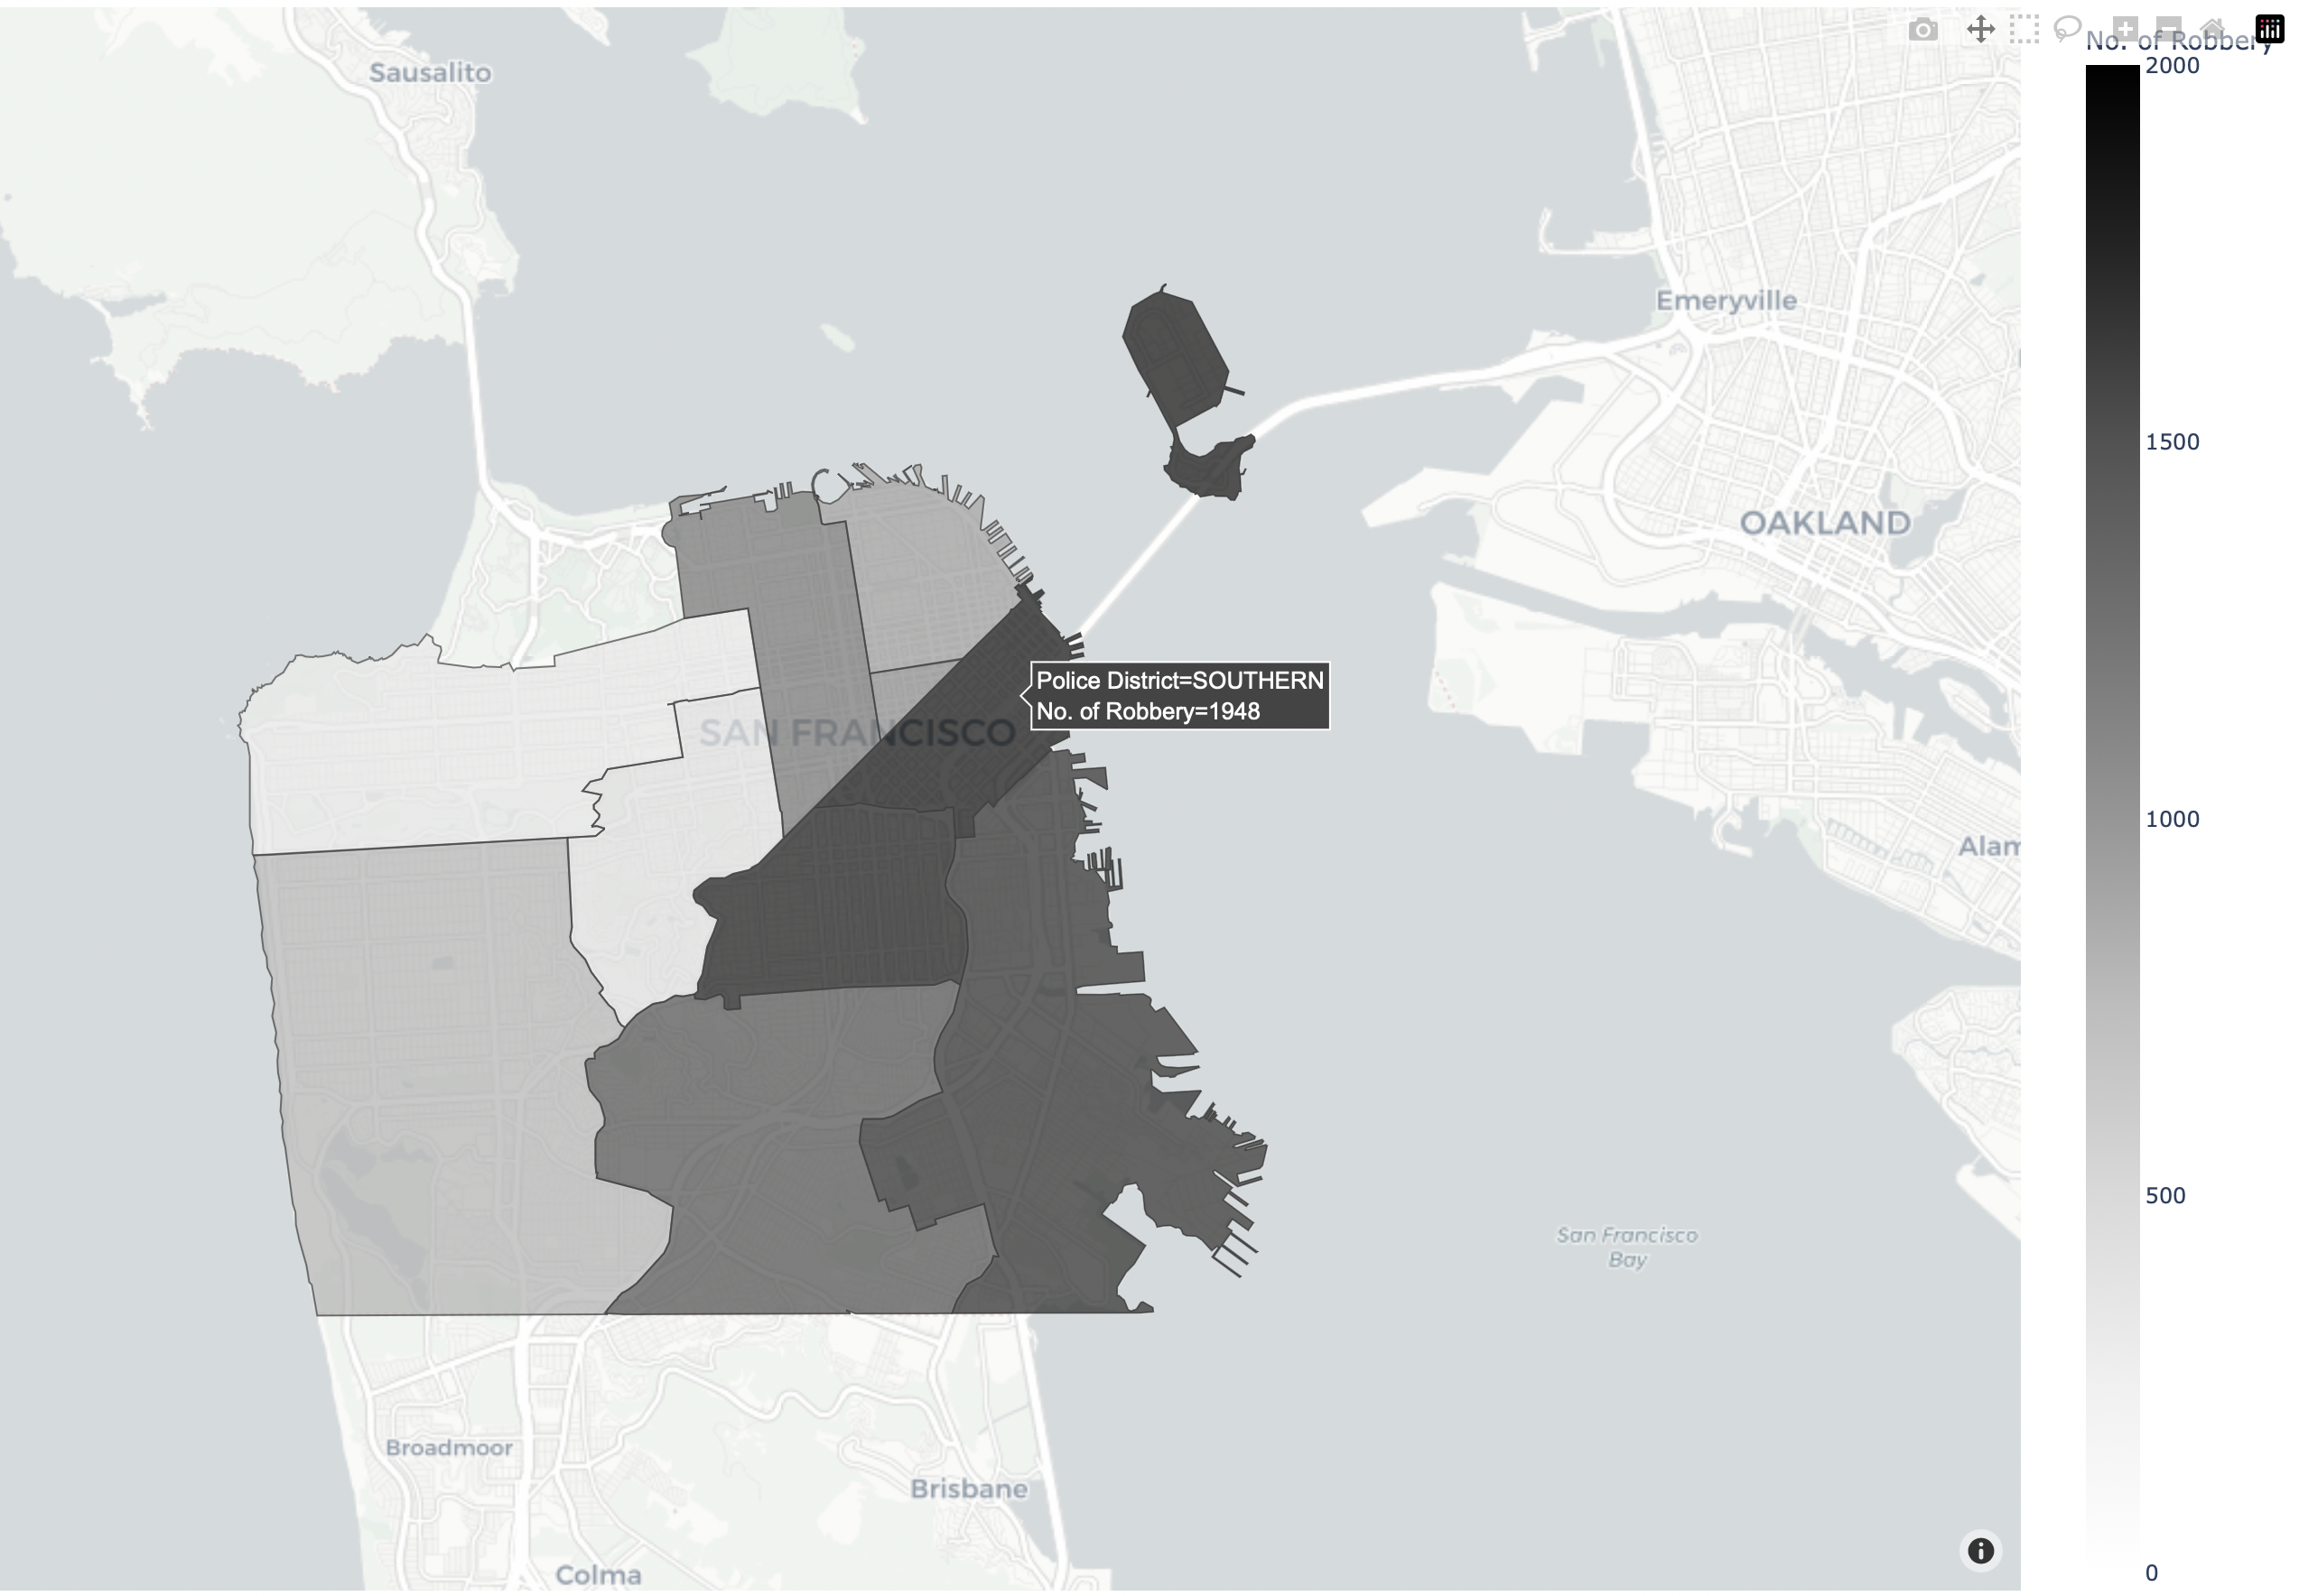 Sausalito
No. of Robbery
2000
Emeryville
1500
OAKLAND
Police District=SOUTHERN
No. of Robbery=1948
SAN FRANCISCO
1000
Alam
500
San Francisco
Bay
Broadmoor
Brisbane
Colma
0